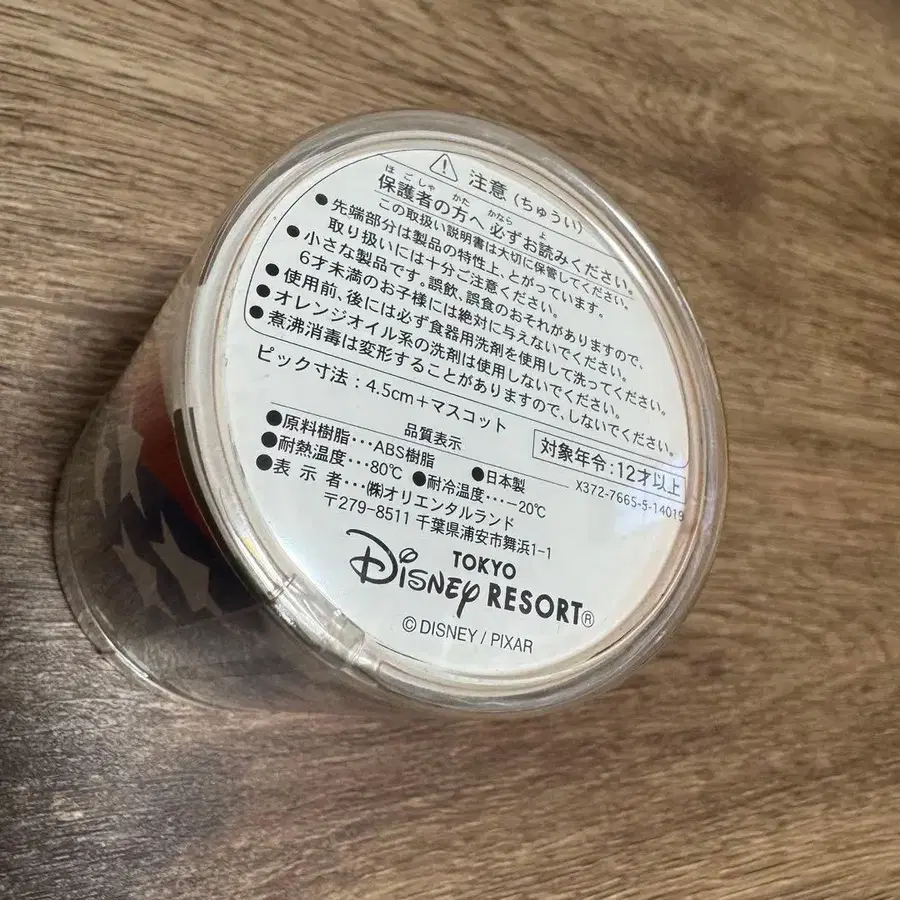 ⚠ 注意(ちゅうい)
ほごしゃ かた かなら よ
保護者の方へ 必ずお読みください。
この取扱い説明書は大切に保管してください。
●先端部分は製品の特性上、とがっています。
取り扱いには十分ご注意ください。
●小さな製品です。誤飲、誤食のおそれがありますので、
6才未満のお子様には絶対に与えないでください。
●使用前、後には必ず食器用洗剤を使用して洗ってください。
●オレンジオイル系の洗剤は使用しないでください。
●煮沸消毒は変形することがありますので、しないでください。
ピック寸法:4.5cm+マスコット
対象年令:12才以上
品質表示
X372-7665-5-14019
●原料樹脂・・・ABS樹脂 ●日本製
●耐熱温度・・・80℃ ●耐冷温度・・・−20℃
●表示者・・・㈱オリエンタルランド
〒279-8511 千葉県浦安市舞浜1-1
TOKYO
DISNEY RESORT®
© DISNEY / PIXAR